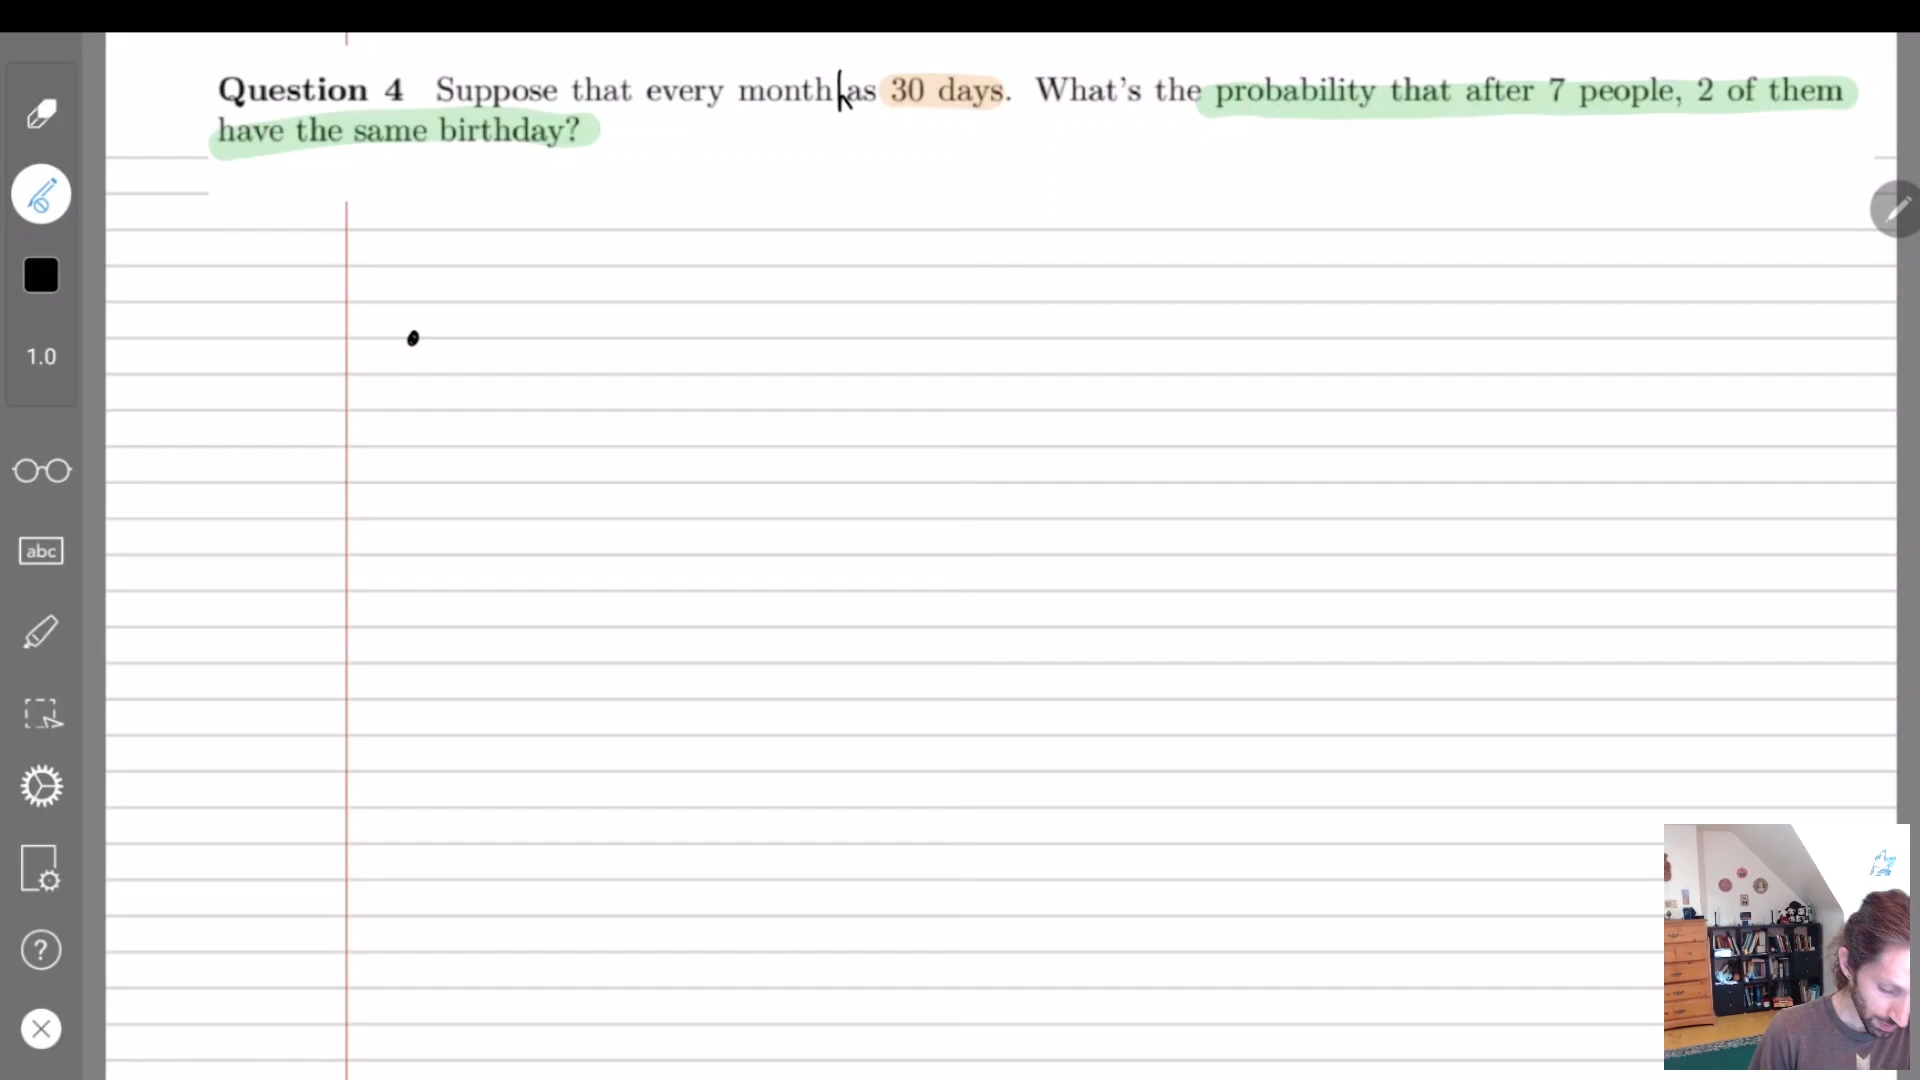 Question 4 Suppose that every month has 30 days. What's the probability that after 7 people, 2 of them
have the same birthday?
1.0
abc
?